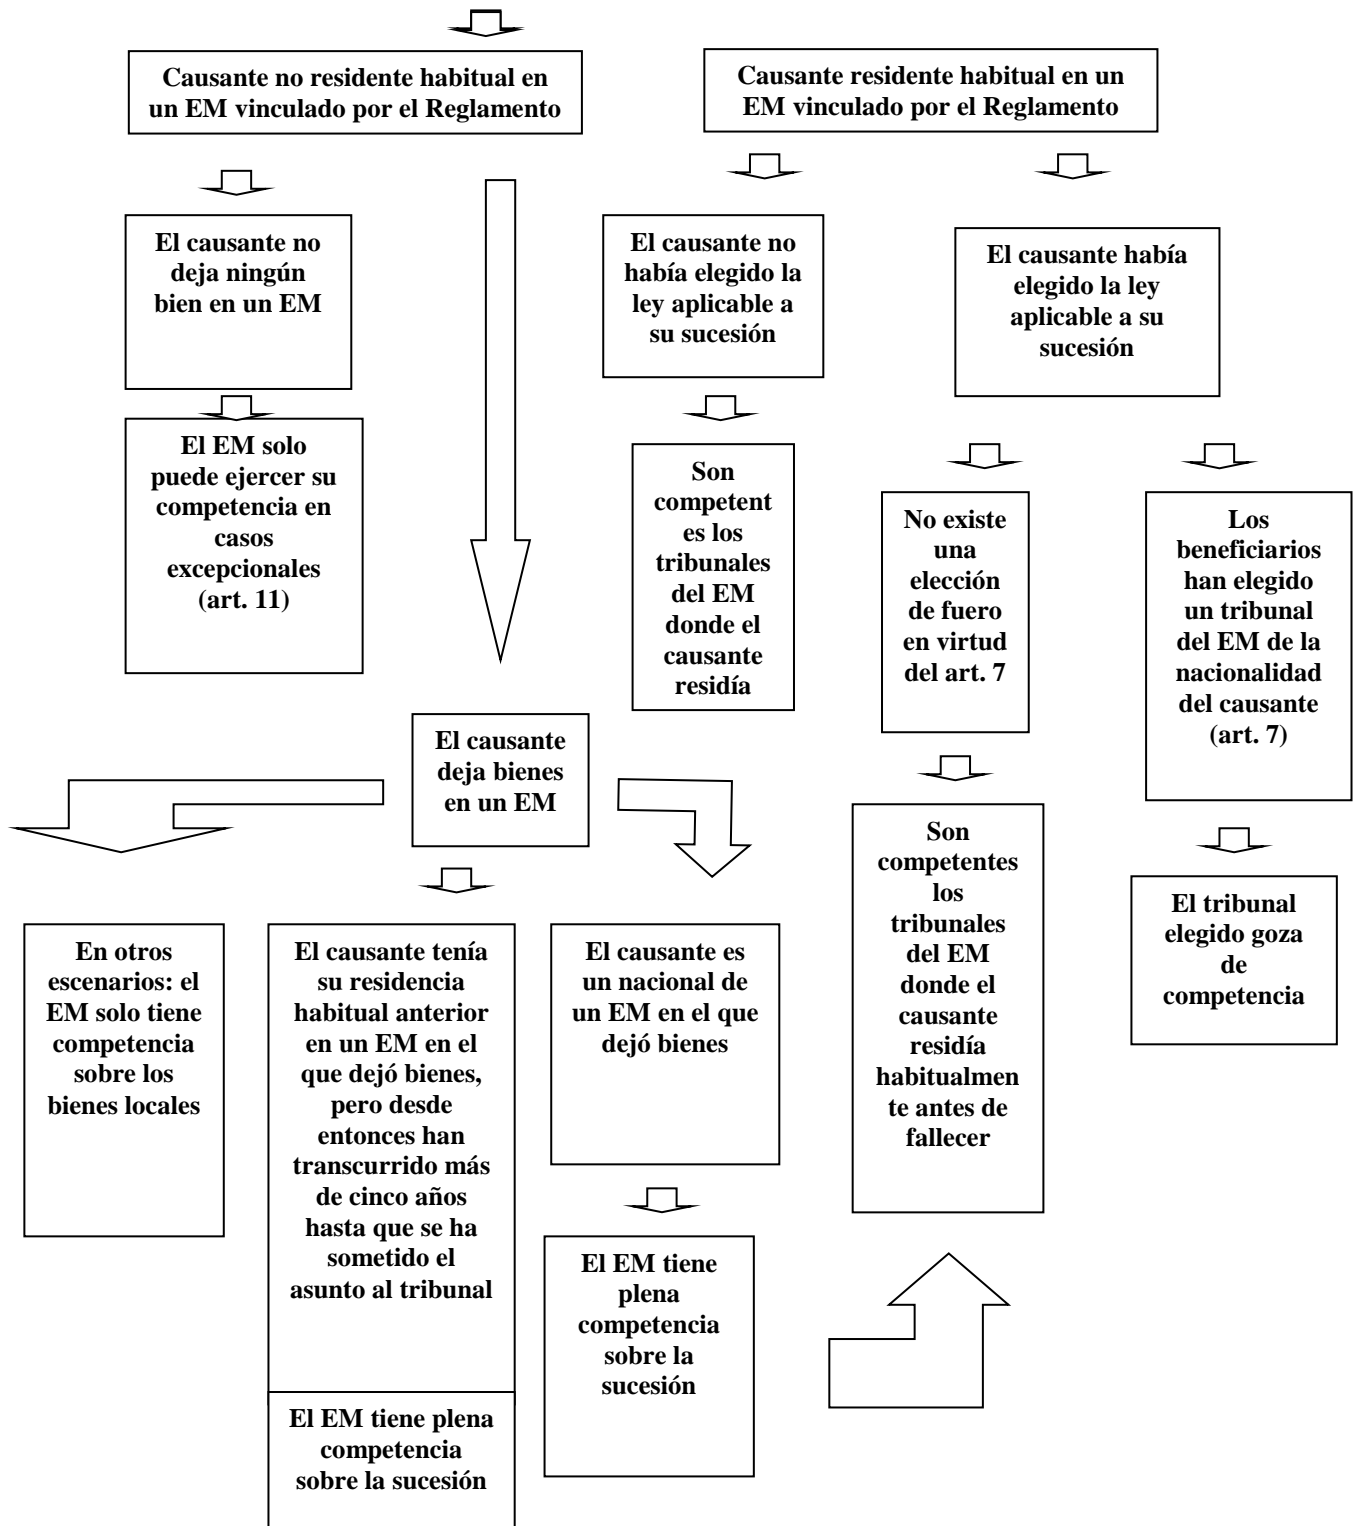 Causante no residente habitual en
un EM vinculado por el Reglamento
Causante residente habitual en un
EM vinculado por el Reglamento
El causante no
deja ningún
bien en un EM
El causante no
había elegido la
ley aplicable a
su sucesión
El causante había
elegido la ley
aplicable a su
sucesión
El EM solo
puede ejercer su
competencia en
casos
excepcionales
(art. 11)
Son
competent
es los
tribunales
del EM
donde el
causante
residía
No existe
una
elección
de fuero
en virtud
del art. 7
Los
beneficiarios
han elegido
un tribunal
del EM de la
nacionalidad
del causante
(art. 7)
El causante
deja bienes
en un EM
Son
competentes
los
tribunales
del EM
donde el
causante
residía
habitualmen
te antes de
fallecer
El tribunal
elegido goza
de
competencia
En otros
escenarios: el
EM solo tiene
competencia
sobre los
bienes locales
El causante tenía
su residencia
habitual anterior
en un EM en el
que dejó bienes,
pero desde
entonces han
transcurrido más
de cinco años
hasta que se ha
sometido el
asunto al tribunal
El causante es
un nacional de
un EM en el que
dejó bienes
El EM tiene
plena
competencia
sobre la
sucesión
El EM tiene plena
competencia
sobre la sucesión